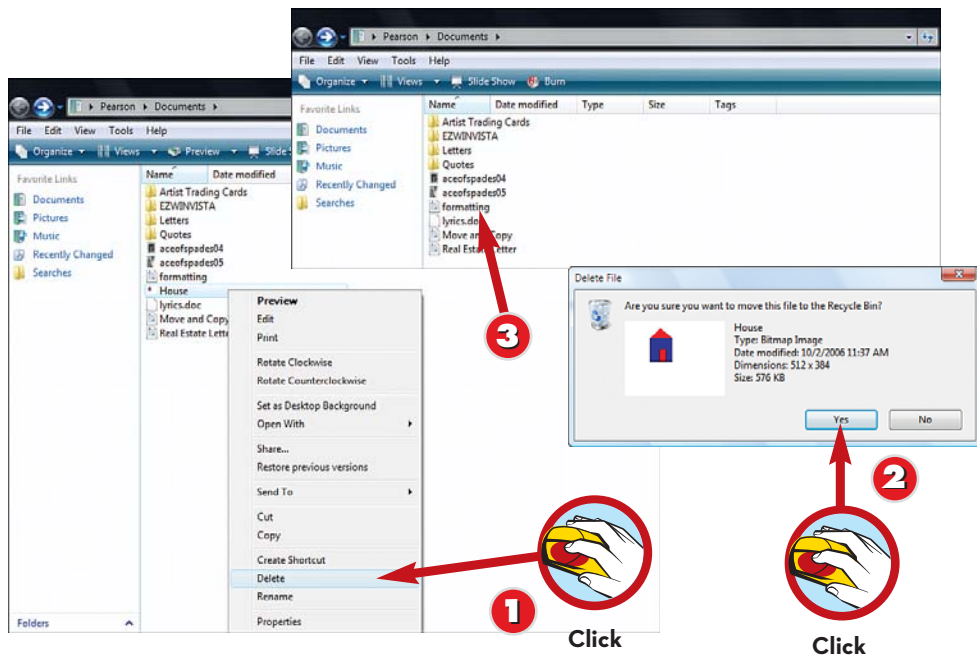 Pearson ▸ Documents ▸
File Edit View Tools Help
Organize Views Preview Slide
Favorite Links
Documents
Pictures
Music
Recently Changed
Searches
Folders
Name Date modified
Artist Trading Cards
EZWINVISTA
Letters
Quotes
aceofspades04
aceofspades05
formatting
House
lyrics.doc
Move and Copy
Real Estate Lette
Preview
Edit
Print
Rotate Clockwise
Rotate Counterclockwise
Set as Desktop Background
Open With
Share...
Restore previous versions
Send To
Cut
Copy
Create Shortcut
Delete
Rename
Properties
1
Click
Pearson ▸ Documents ▸
File Edit View Tools Help
Organize Views Slide Show Burn
Favorite Links
Documents
Pictures
Music
Recently Changed
Searches
Name Date modified Type Size Tags
Artist Trading Cards
EZWINVISTA
Letters
Quotes
aceofspades04
aceofspades05
formatting
lyrics.doc
Move and Copy
Real Estate Letter
3
Delete File
Are you sure you want to move this file to the Recycle Bin?
House
Type: Bitmap Image
Date modified: 10/2/2006 11:37 AM
Dimensions: 512 x 384
Size: 576 KB
Yes No
2
Click